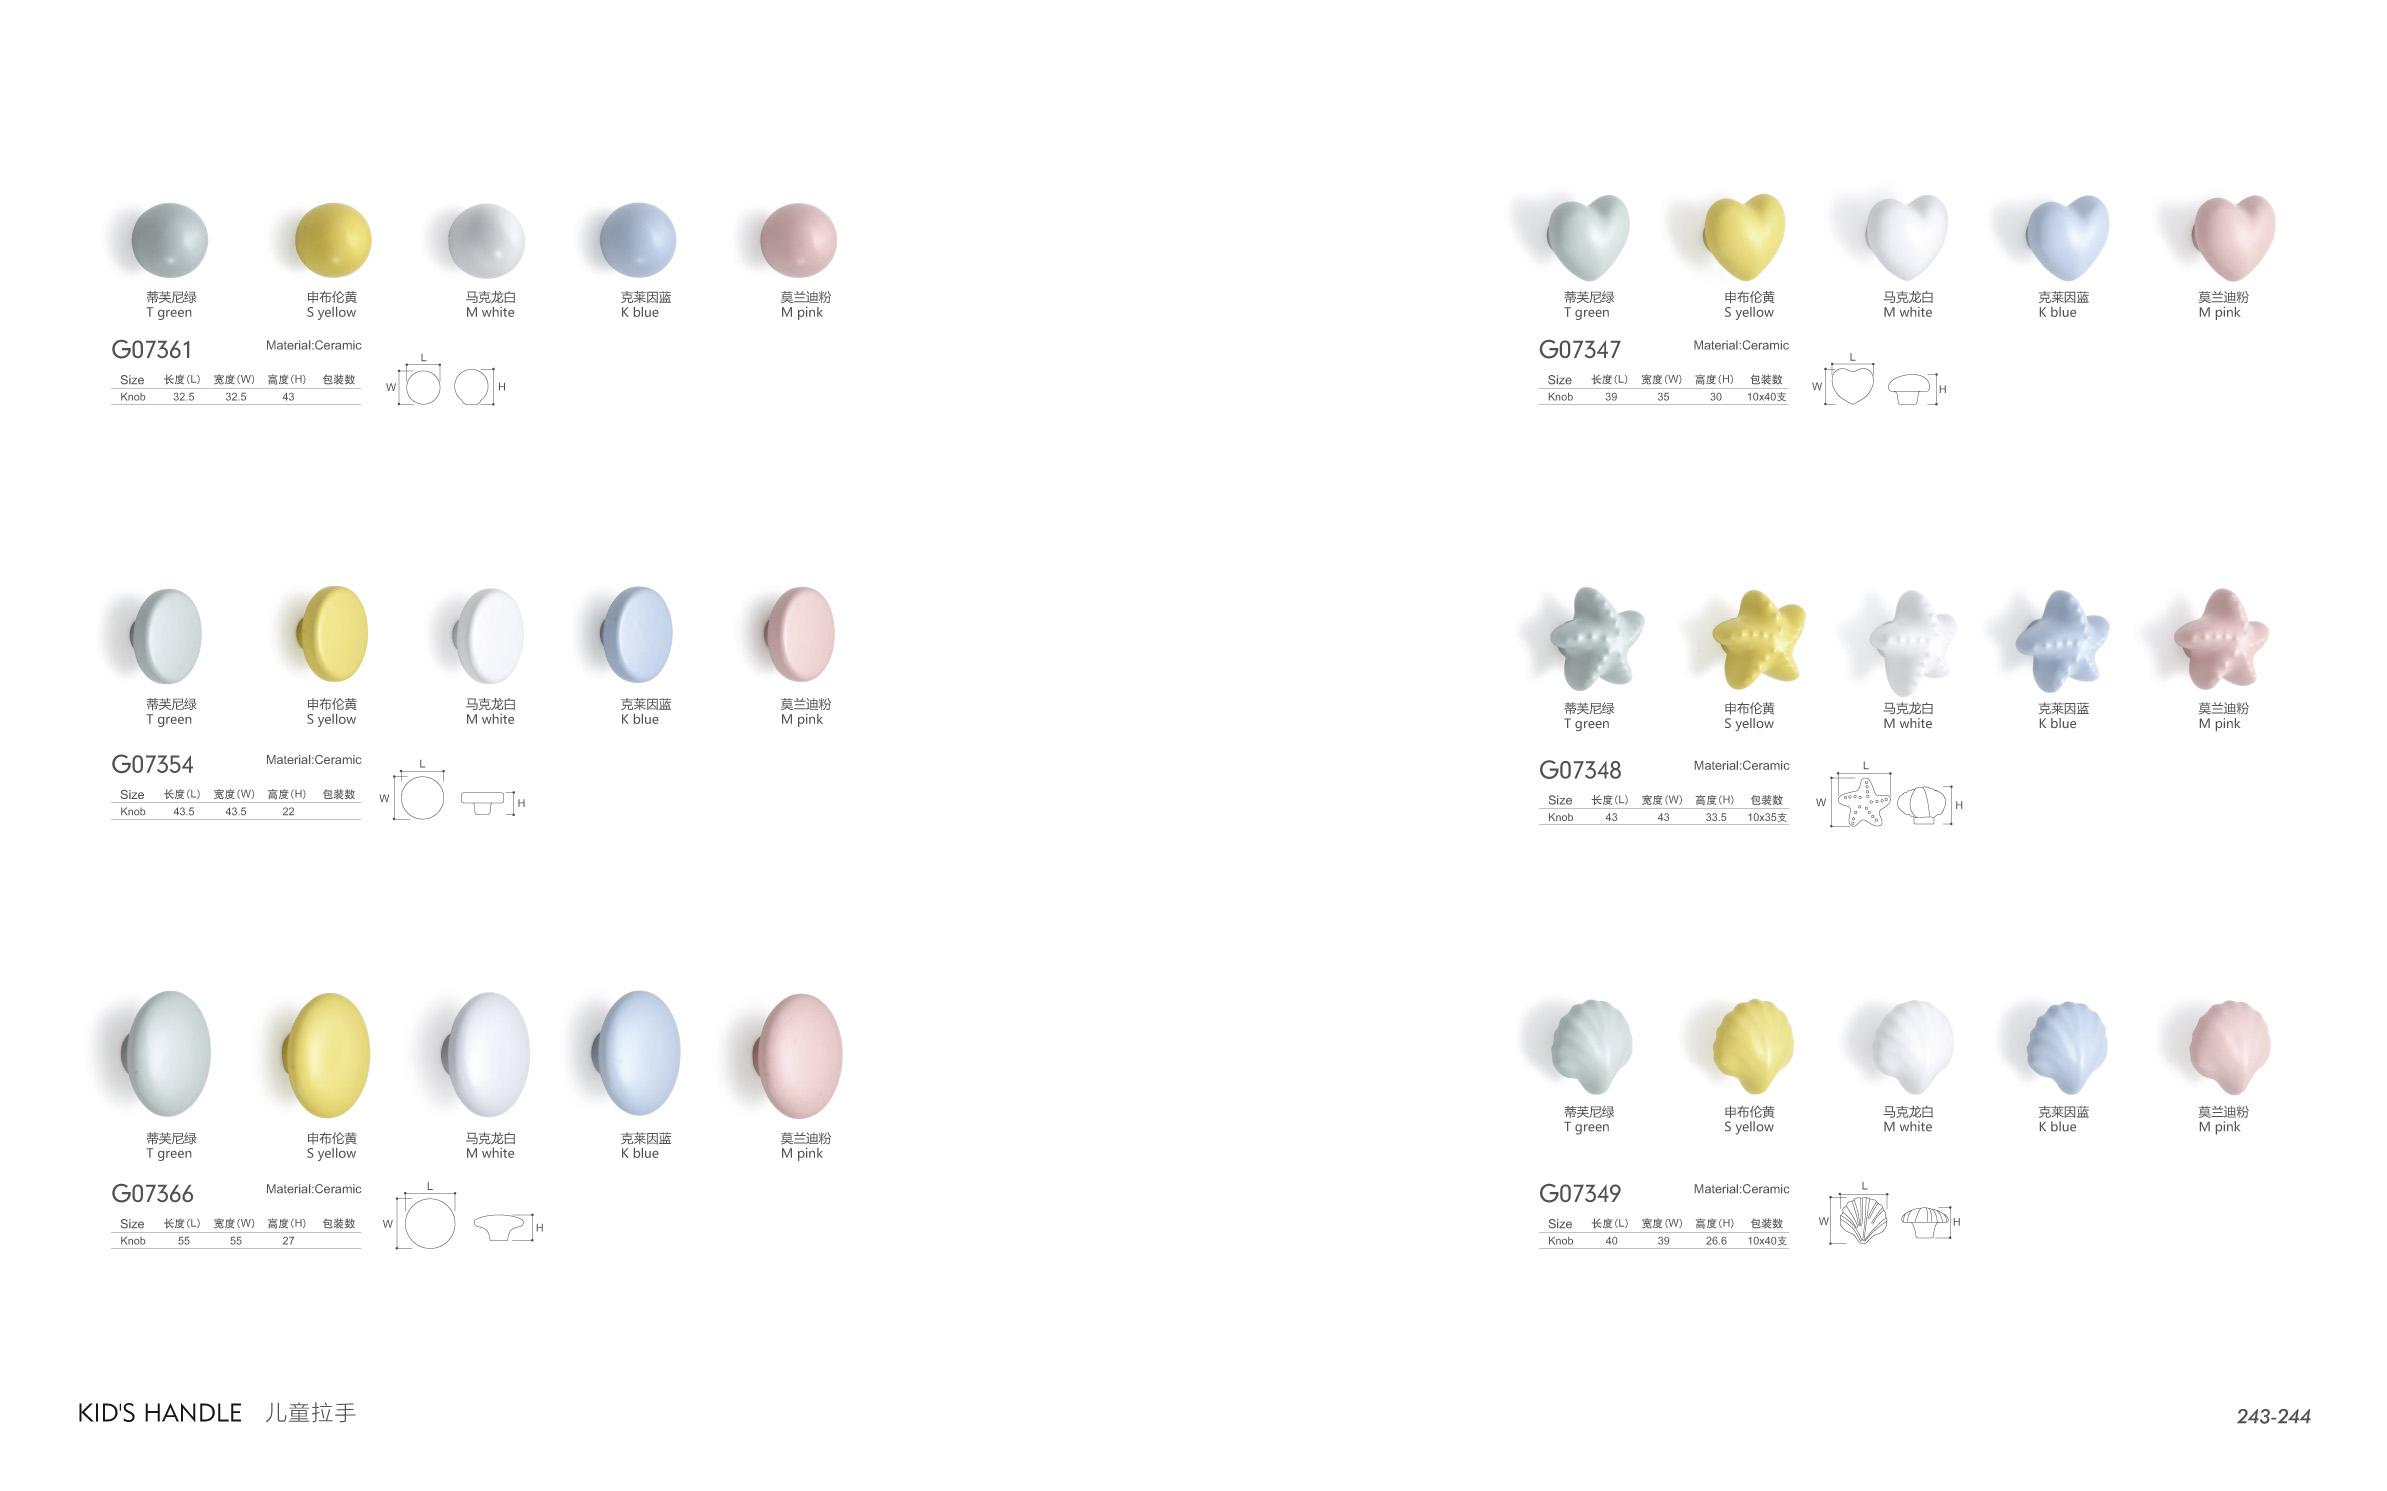 蒂芙尼绿 申布伦黄 马克龙白 克莱因蓝 莫兰迪粉
T green S yellow M white K blue M pink
G07361 Material:Ceramic
Size 长度(L) 宽度(W) 高度(H) 包装数
Knob 32.5 32.5 43
L
W H
蒂芙尼绿 申布伦黄 马克龙白 克莱因蓝 莫兰迪粉
T green S yellow M white K blue M pink
G07354 Material:Ceramic
Size 长度(L) 宽度(W) 高度(H) 包装数
Knob 43.5 43.5 22
L
W H
蒂芙尼绿 申布伦黄 马克龙白 克莱因蓝 莫兰迪粉
T green S yellow M white K blue M pink
G07366 Material:Ceramic
Size 长度(L) 宽度(W) 高度(H) 包装数
Knob 55 55 27
L
W H
蒂芙尼绿 申布伦黄 马克龙白 克莱因蓝 莫兰迪粉
T green S yellow M white K blue M pink
G07347 Material:Ceramic
Size 长度(L) 宽度(W) 高度(H) 包装数
Knob 39 35 30 10x40支
L
W H
蒂芙尼绿 申布伦黄 马克龙白 克莱因蓝 莫兰迪粉
T green S yellow M white K blue M pink
G07348 Material:Ceramic
Size 长度(L) 宽度(W) 高度(H) 包装数
Knob 43 43 33.5 10x35支
L
W H
蒂芙尼绿 申布伦黄 马克龙白 克莱因蓝 莫兰迪粉
T green S yellow M white K blue M pink
G07349 Material:Ceramic
Size 长度(L) 宽度(W) 高度(H) 包装数
Knob 40 39 26.6 10x40支
L
W H
KID'S HANDLE 儿童拉手
243-244